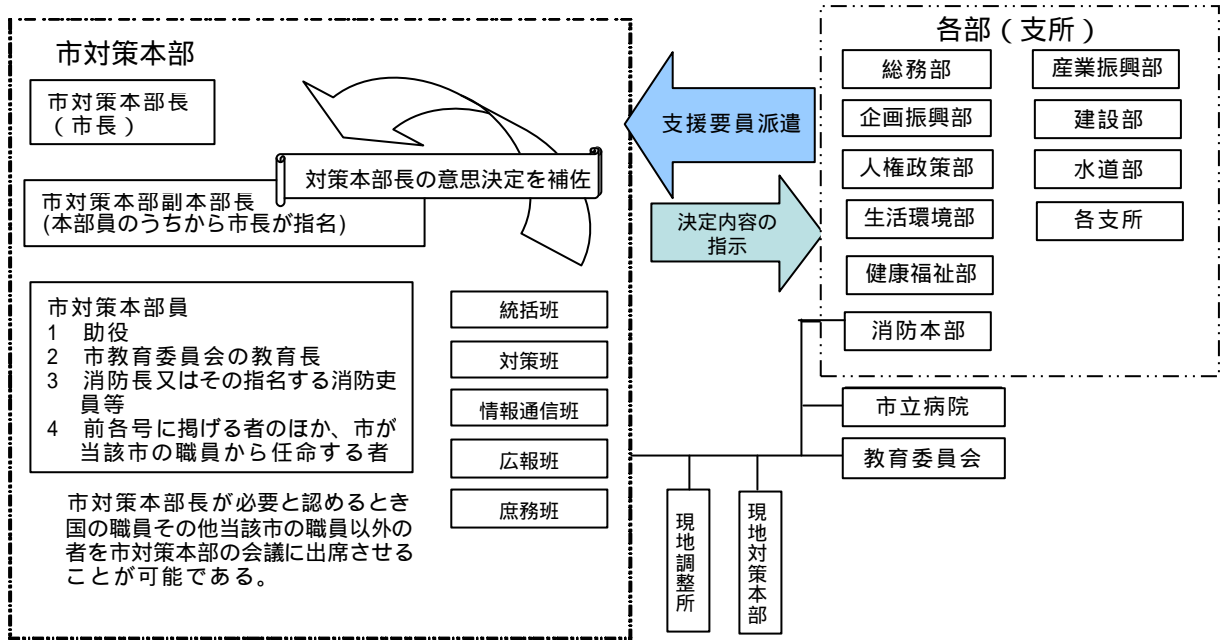 市対策本部
市対策本部長
（市長）
対策本部長の意思決定を補佐
市対策本部副本部長
(本部員のうちから市長が指名)
市対策本部員
1 助役
2 市教育委員会の教育長
3 消防長又はその指名する消防吏
員等
4 前各号に掲げる者のほか、市が
当該市の職員から任命する者
市対策本部長が必要と認めるとき
国の職員その他当該市の職員以外の
者を市対策本部の会議に出席させる
ことが可能である。
統括班
対策班
情報通信班
広報班
庶務班
支援要員派遣
決定内容の
指示
各部（支所）
総務部
企画振興部
人権政策部
生活環境部
健康福祉部
消防本部
産業振興部
建設部
水道部
各支所
市立病院
教育委員会
現地調整所
現地対策本部